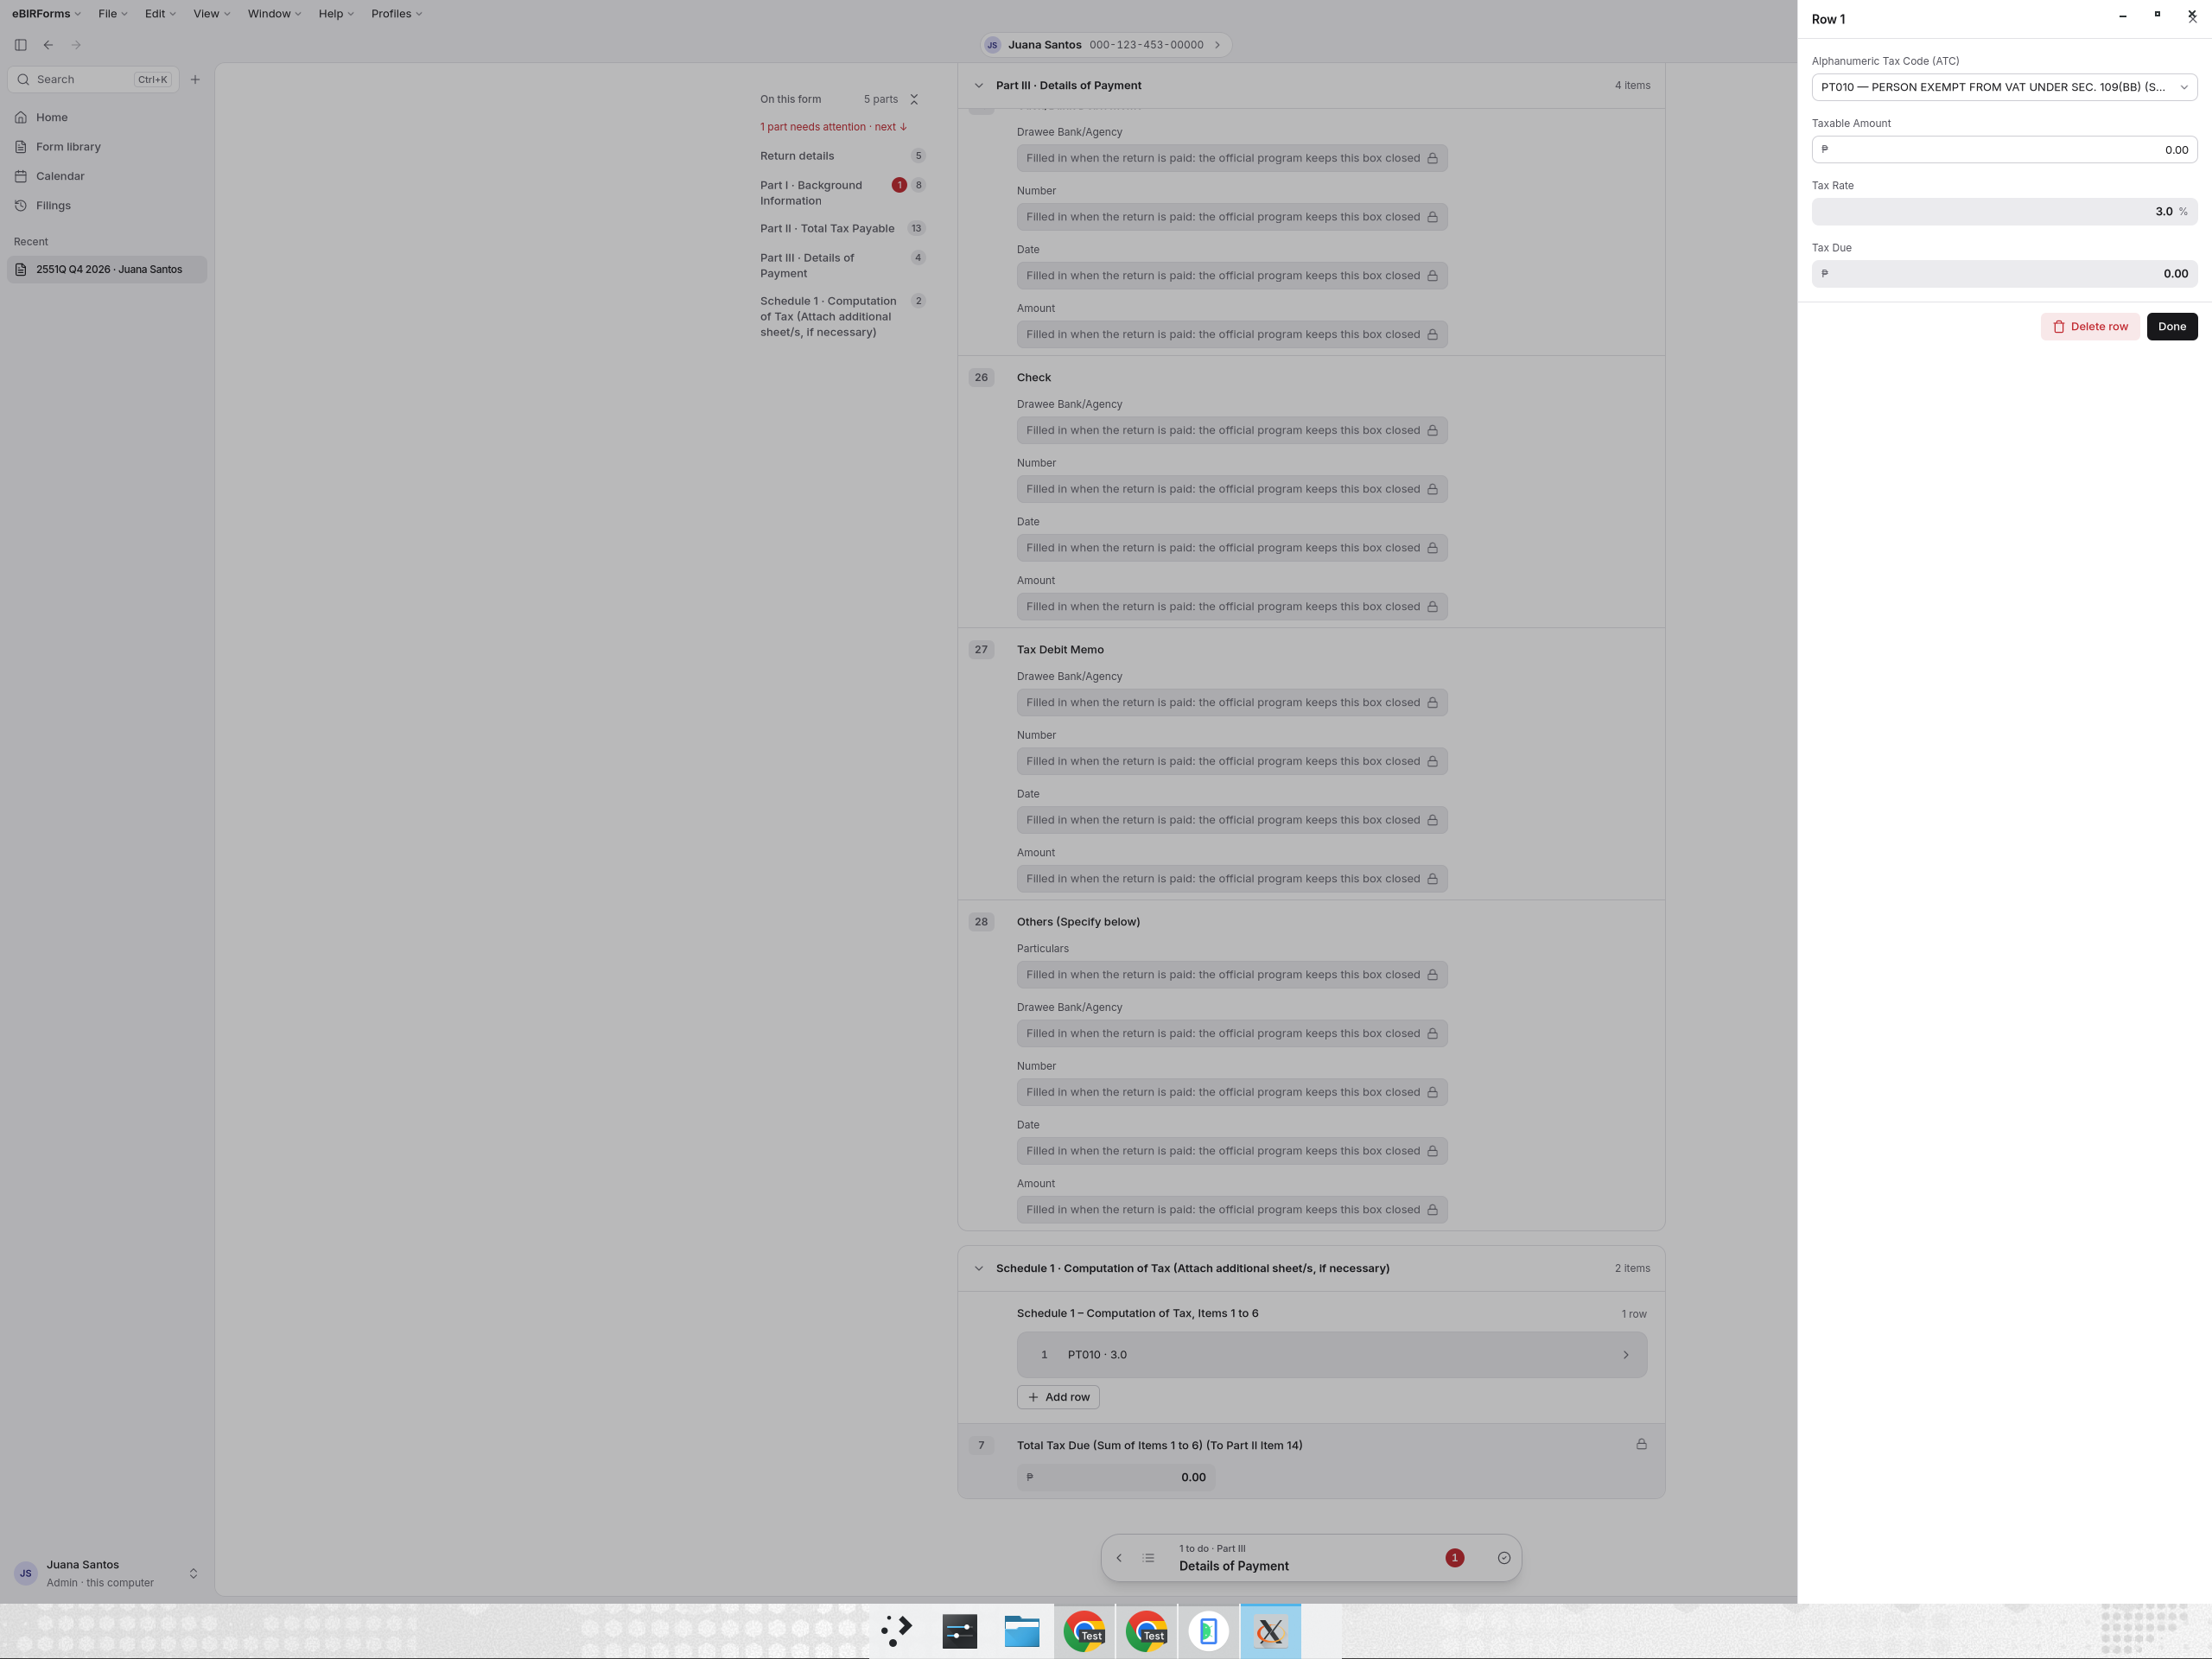 eBIRForms File Edit View Window Help Profiles
JS Juana Santos 000-123-453-00000
Search Ctrl+K
Home
Form library
Calendar
Filings
Recent
2551Q Q4 2026 · Juana Santos
On this form 5 parts
1 part needs attention · next ↓
Return details 5
Part I · Background 1 8
Information
Part II · Total Tax Payable 13
Part III · Details of 4
Payment
Schedule 1 · Computation 2
of Tax (Attach additional
sheet/s, if necessary)
Part III · Details of Payment 4 items
Drawee Bank/Agency
Filled in when the return is paid: the official program keeps this box closed
Number
Filled in when the return is paid: the official program keeps this box closed
Date
Filled in when the return is paid: the official program keeps this box closed
Amount
Filled in when the return is paid: the official program keeps this box closed
26 Check
Drawee Bank/Agency
Filled in when the return is paid: the official program keeps this box closed
Number
Filled in when the return is paid: the official program keeps this box closed
Date
Filled in when the return is paid: the official program keeps this box closed
Amount
Filled in when the return is paid: the official program keeps this box closed
27 Tax Debit Memo
Drawee Bank/Agency
Filled in when the return is paid: the official program keeps this box closed
Number
Filled in when the return is paid: the official program keeps this box closed
Date
Filled in when the return is paid: the official program keeps this box closed
Amount
Filled in when the return is paid: the official program keeps this box closed
28 Others (Specify below)
Particulars
Filled in when the return is paid: the official program keeps this box closed
Drawee Bank/Agency
Filled in when the return is paid: the official program keeps this box closed
Number
Filled in when the return is paid: the official program keeps this box closed
Date
Filled in when the return is paid: the official program keeps this box closed
Amount
Filled in when the return is paid: the official program keeps this box closed
Schedule 1 · Computation of Tax (Attach additional sheet/s, if necessary) 2 items
Schedule 1 – Computation of Tax, Items 1 to 6 1 row
1 PT010 · 3.0
Add row
7 Total Tax Due (Sum of Items 1 to 6) (To Part II Item 14)
₱ 0.00
1 to do · Part III
Details of Payment 1
Row 1
Alphanumeric Tax Code (ATC)
PT010 — PERSON EXEMPT FROM VAT UNDER SEC. 109(BB) (S...
Taxable Amount
₱ 0.00
Tax Rate
3.0 %
Tax Due
₱ 0.00
Delete row Done
JS Juana Santos
Admin · this computer
Test Test